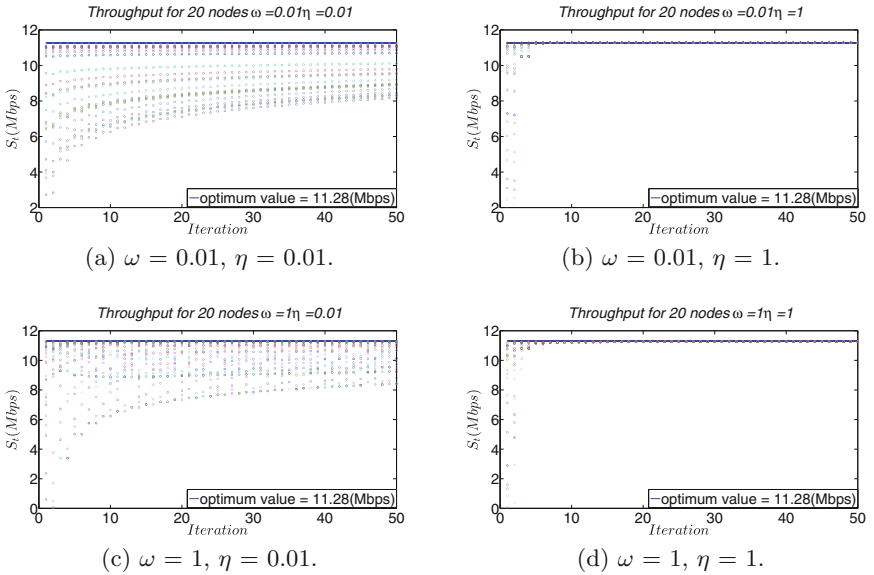 Throughput for 20 nodes ω =0.01η =0.01
12
10
8
6
4
2
0 10 20 30 40 50
S_t(Mbps)
Iteration
optimum value = 11.28(Mbps)
(a) ω = 0.01, η = 0.01.
Throughput for 20 nodes ω =0.01η =1
12
10
8
6
4
2
0 10 20 30 40 50
S_t(Mbps)
Iteration
optimum value = 11.28(Mbps)
(b) ω = 0.01, η = 1.
Throughput for 20 nodes ω =1η =0.01
12
10
8
6
4
2
0
0 10 20 30 40 50
S_t(Mbps)
Iteration
optimum value = 11.28(Mbps)
(c) ω = 1, η = 0.01.
Throughput for 20 nodes ω =1η =1
12
10
8
6
4
2
0
0 10 20 30 40 50
S_t(Mbps)
Iteration
optimum value = 11.28(Mbps)
(d) ω = 1, η = 1.